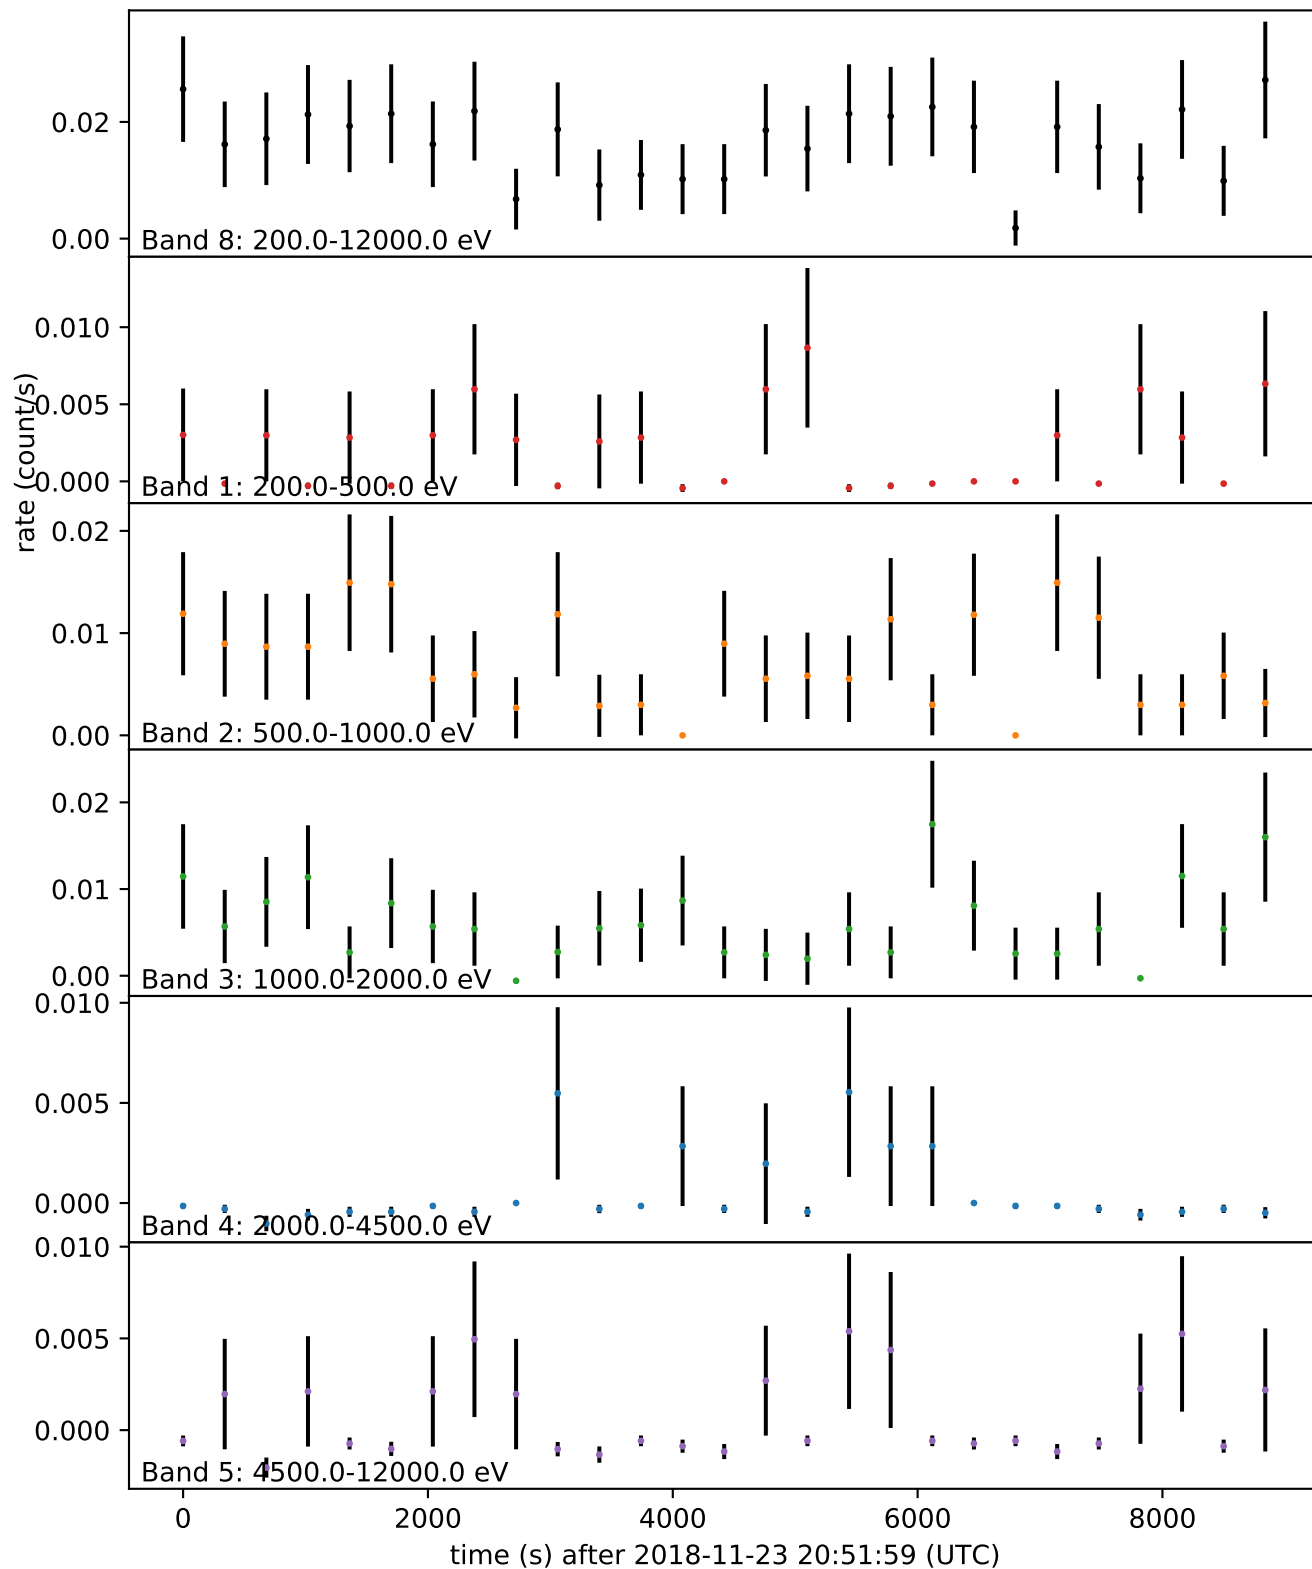 0.02
0.00
Band 8: 200.0-12000.0 eV
0.010
0.005
0.000
Band 1: 200.0-500.0 eV
rate (count/s)
0.02
0.01
0.00
Band 2: 500.0-1000.0 eV
0.02
0.01
0.00
Band 3: 1000.0-2000.0 eV
0.010
0.005
0.000
Band 4: 2000.0-4500.0 eV
0.010
0.005
0.000
Band 5: 4500.0-12000.0 eV
0 2000 4000 6000 8000
time (s) after 2018-11-23 20:51:59 (UTC)